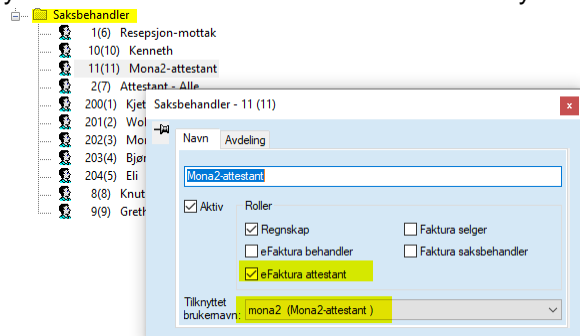 Saksbehandler
1(6) Resepsjon-mottak
10(10) Kenneth
11(11) Mona2-attestant
2(7) Attestant - Alle
200(1) Kjet
201(2) Wol
202(3) Mo
203(4) Bjør
204(5) Eli
8(8) Knut
9(9) Greth
Saksbehandler - 11 (11)
x
Navn Avdeling
Mona2-attestant
Aktiv
Roller
Regnskap Faktura selger
eFaktura behandler Faktura saksbehandler
eFaktura attestant
Tilknyttet
brukernavn: mona2 (Mona2-attestant )